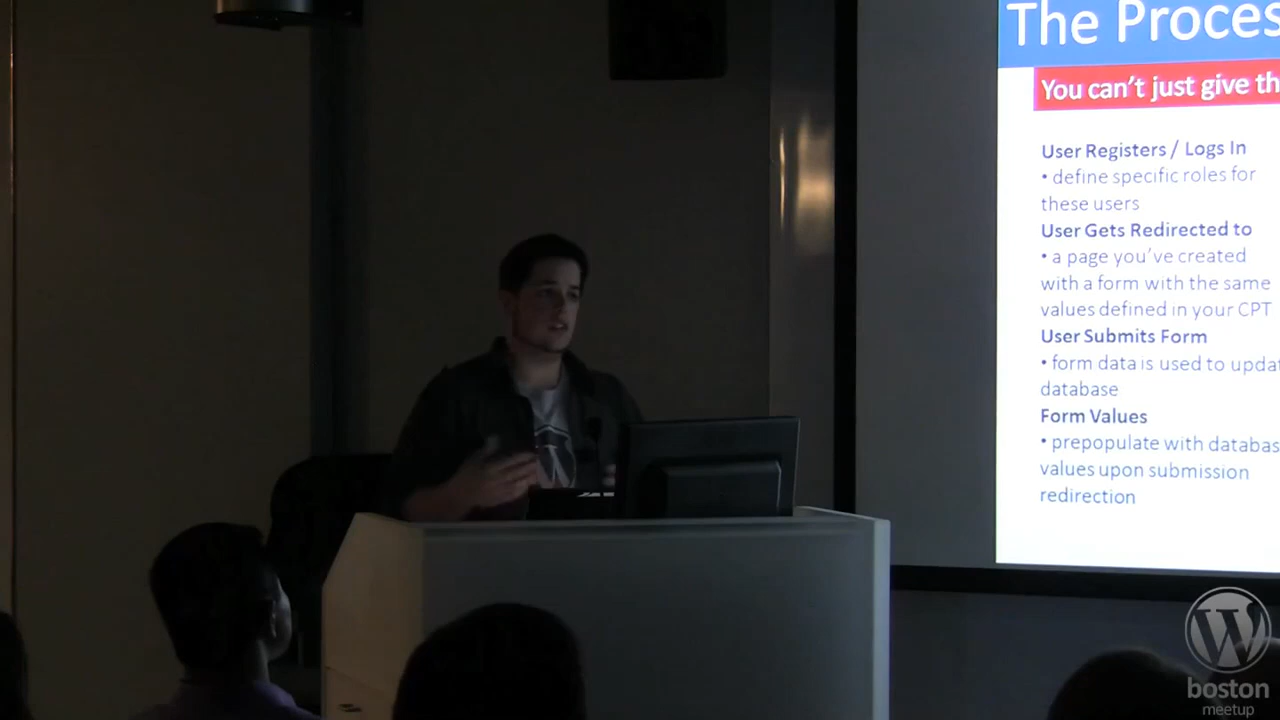 The Proces
You can't just give th
User Registers / Logs In
• define specific roles for
these users
User Gets Redirected to
• a page you've created
with a form with the same
values defined in your CPT
User Submits Form
• form data is used to upda
database
Form Values
• prepopulate with databas
values upon submission
redirection
W
boston
meetup